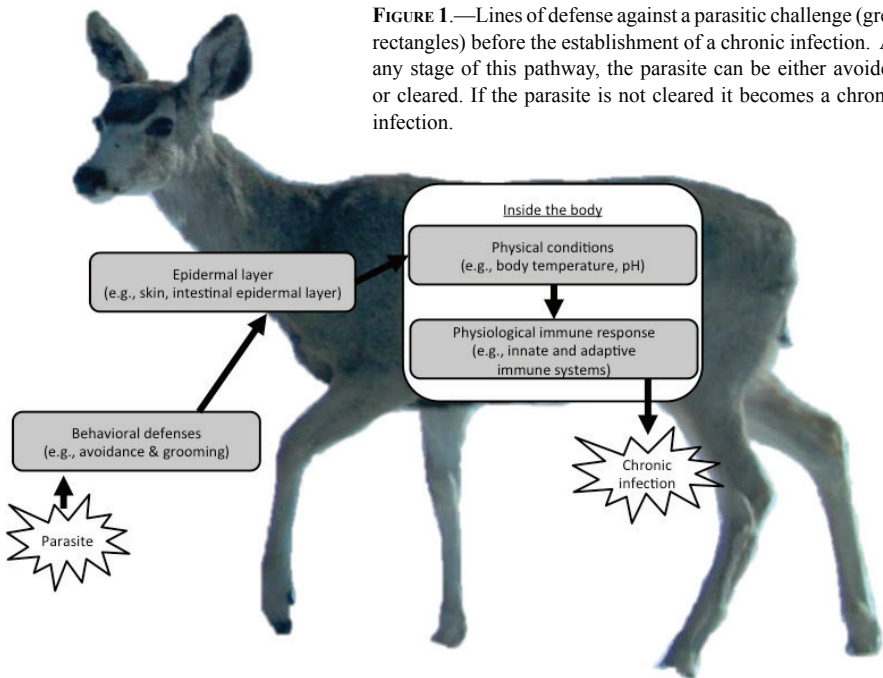 FIGURE 1.—Lines of defense against a parasitic challenge
rectangles) before the establishment of a chronic infection.
any stage of this pathway, the parasite can be either
or cleared. If the parasite is not cleared it becomes a
infection.
Inside the body
Physical conditions
(e.g., body temperature, pH)
Epidermal layer
(e.g., skin, intestinal epidermal layer)
Physiological immune response
(e.g., innate and adaptive
immune systems)
Behavioral defenses
(e.g., avoidance & grooming)
Chronic
infection
Parasite